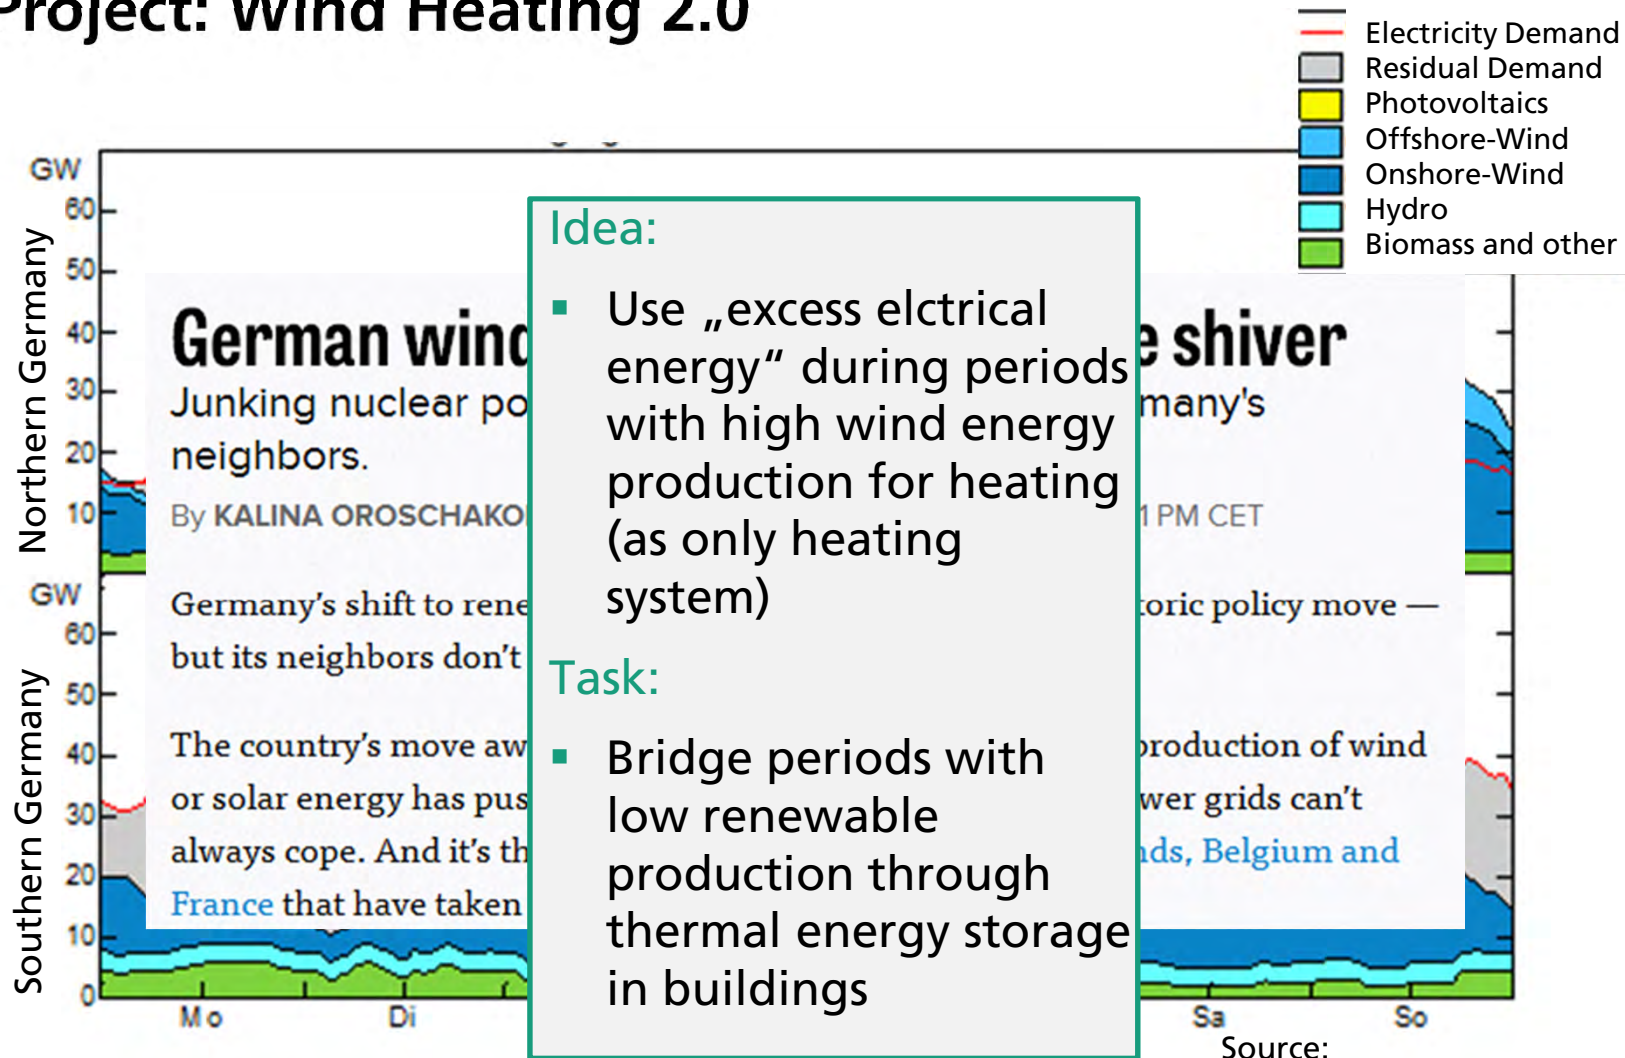 Project: Wind Heating 2.0
Electricity Demand
Residual Demand
Photovoltaics
Offshore-Wind
Onshore-Wind
Hydro
Biomass and other
GW
60
50
40
30
20
10
Northern Germany
GW
60
50
40
30
20
10
0
Southern Germany
Mo
Di
Sa
So
German wind
e shiver
Junking nuclear po
many's
neighbors.
By KALINA OROSCHAKO
1 PM CET
Germany's shift to rene
toric policy move —
but its neighbors don't
The country's move aw
production of wind
or solar energy has pus
wer grids can't
always cope. And it's th
nds, Belgium and
France that have taken
Idea:
▪ Use „excess elctrical
energy“ during periods
with high wind energy
production for heating
(as only heating
system)
Task:
▪ Bridge periods with
low renewable
production through
thermal energy storage
in buildings
Source: